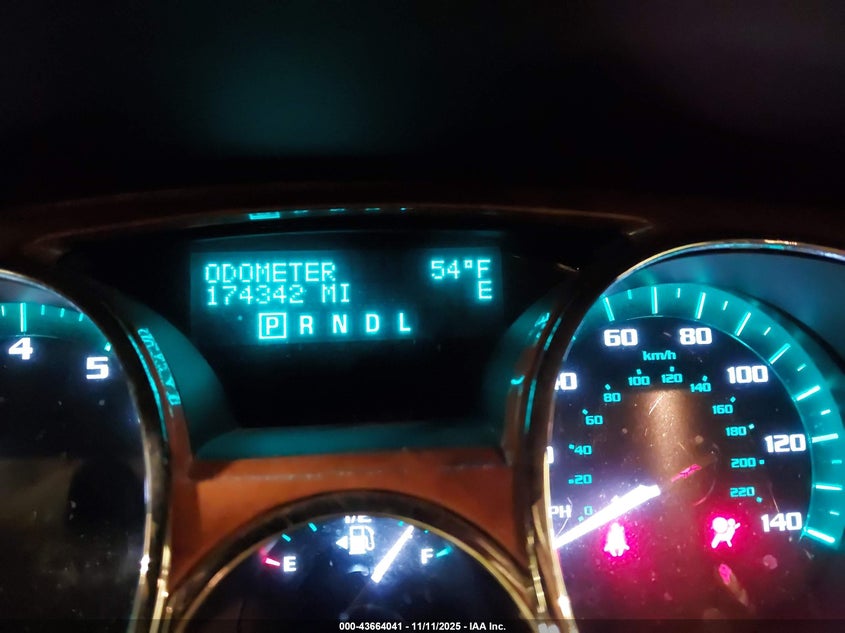 ODOMETER 54°F
174342 MI E
P R N D L
4 5
60 80 100 120 140
km/h
20 40 60 80 100 120 140 160 180 200 220
0
E F
000-43664041 - 11/11/2025 - IAA Inc.